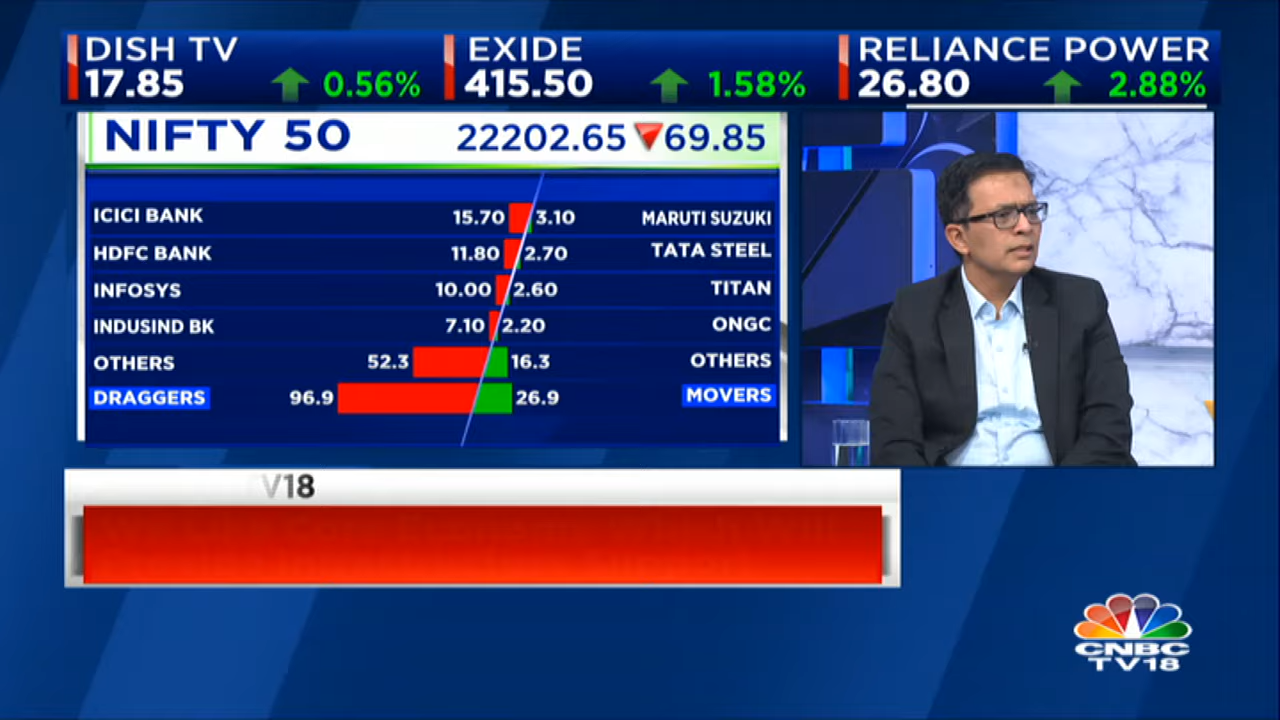 DISH TV
17.85 0.56%
EXIDE
415.50 1.58%
RELIANCE POWER
26.80 2.88%
NIFTY 50 22202.65 69.85
ICICI BANK 15.70 3.10 MARUTI SUZUKI
HDFC BANK 11.80 2.70 TATA STEEL
INFOSYS 10.00 2.60 TITAN
INDUSIND BK 7.10 2.20 ONGC
OTHERS 52.3 16.3 OTHERS
DRAGGERS 96.9 26.9 MOVERS
V18
CNBC
TV18